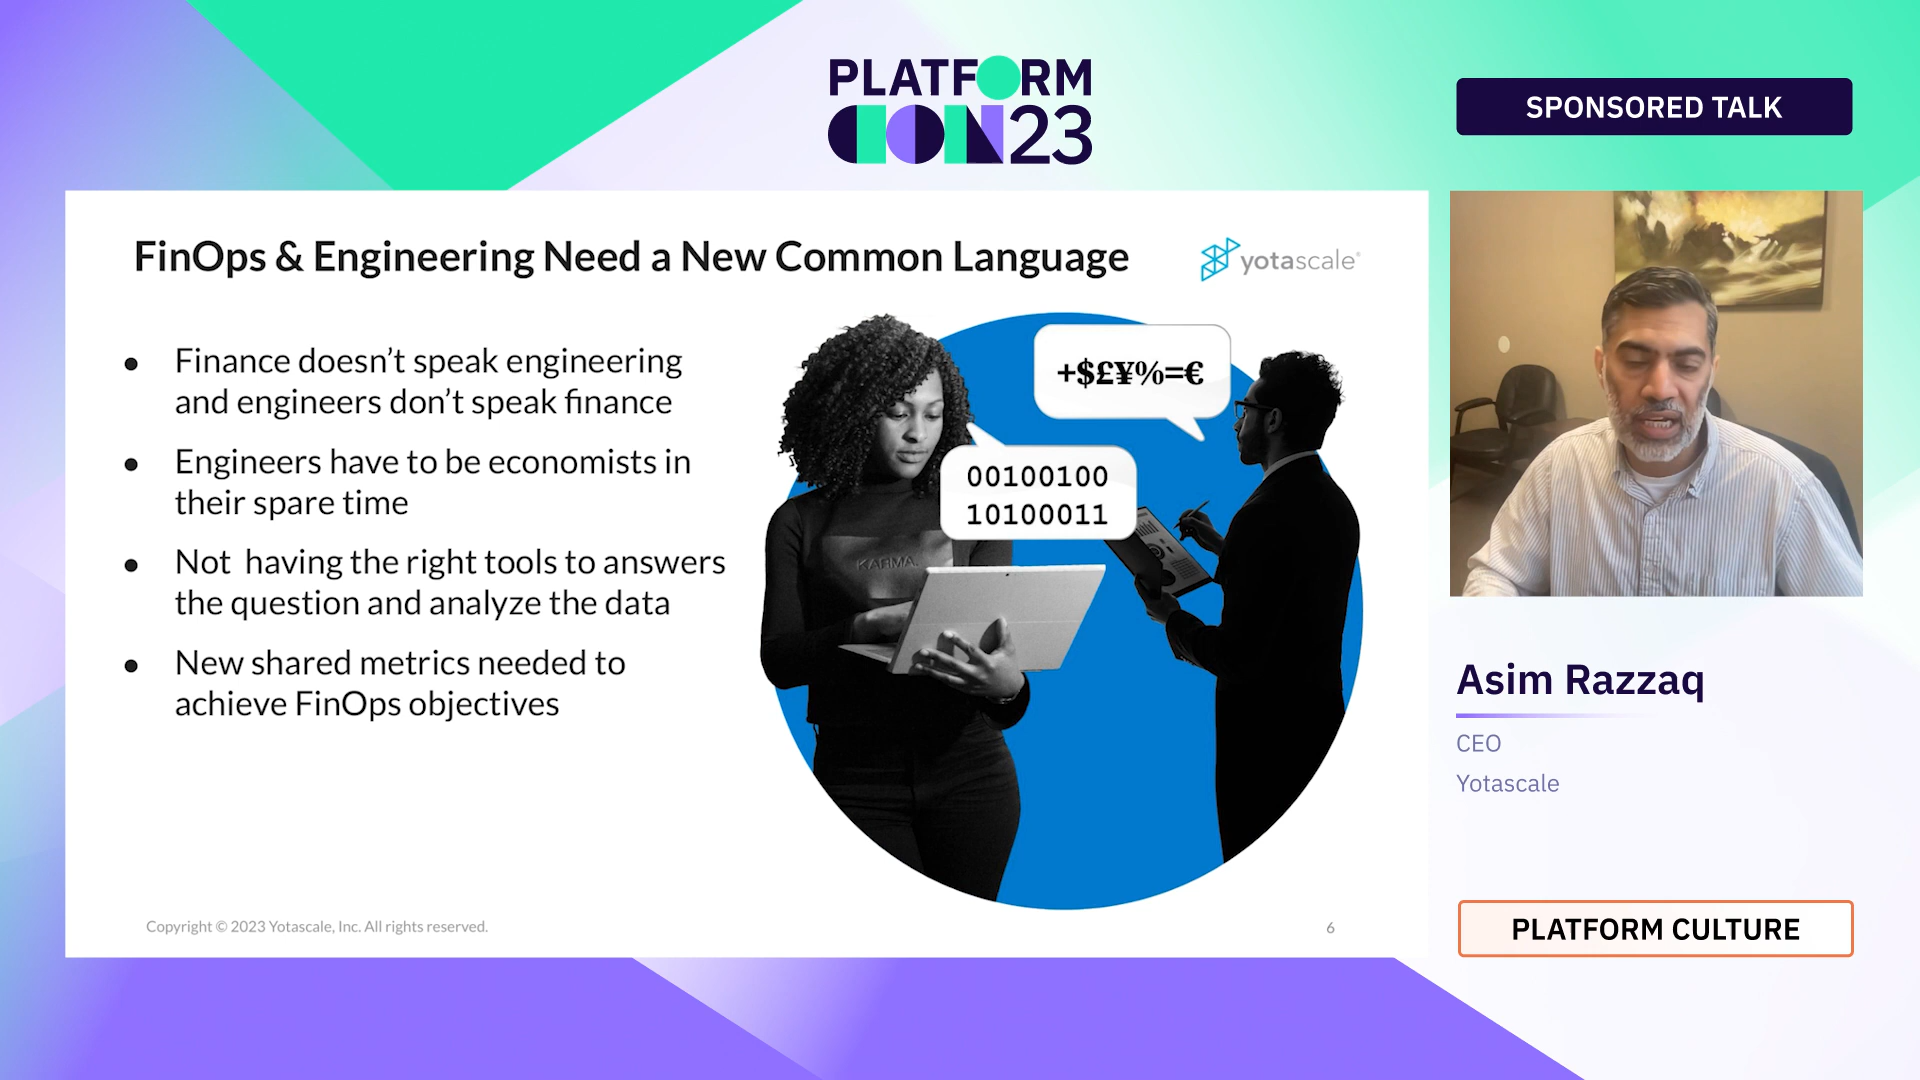 PLATFORM
CON23
SPONSORED TALK
FinOps & Engineering Need a New Common Language
yotascale®
● Finance doesn’t speak engineering
and engineers don’t speak finance
● Engineers have to be economists in
their spare time
● Not  having the right tools to answers
the question and analyze the data
● New shared metrics needed to
achieve FinOps objectives
+$£¥%=€
00100100
10100011
KARMA.
Copyright © 2023 Yotascale, Inc. All rights reserved.
6
Asim Razzaq
CEO
Yotascale
PLATFORM CULTURE